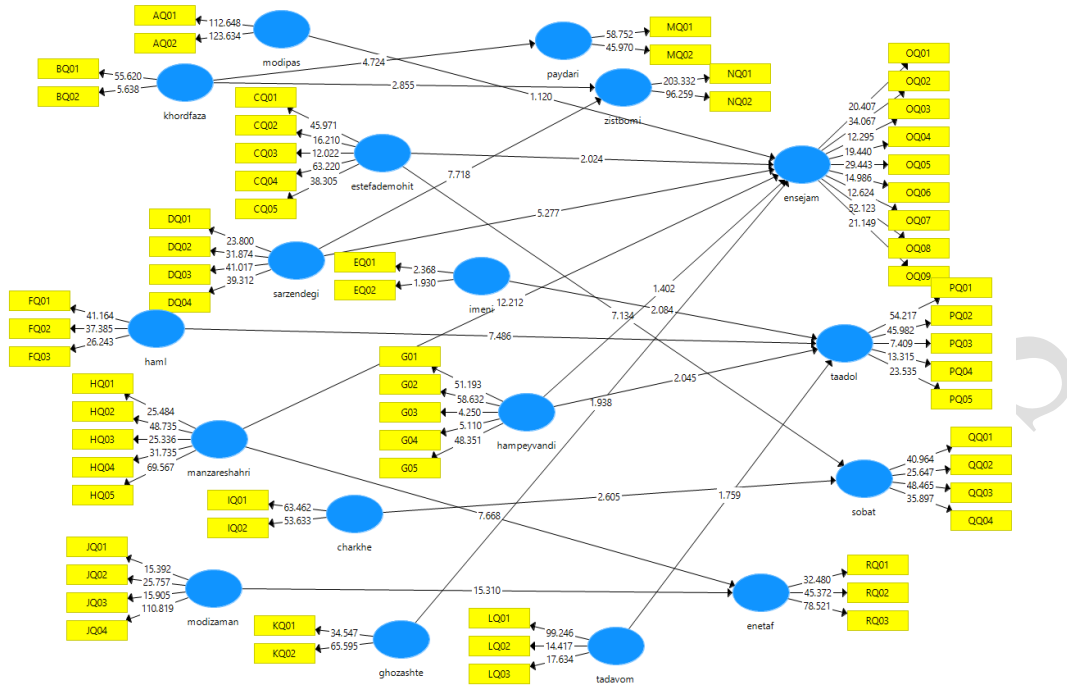 AQ01
112.648
AQ02
123.634
modipas
BQ01
55.620
BQ02
5.638
khordfaza
4.724
2.855
1.120
58.752
MQ01
45.970
MQ02
paydari
203.332
NQ01
96.259
NQ02
zistbomi
CQ01
45.971
CQ02
16.210
CQ03
12.022
CQ04
63.220
CQ05
38.305
estefademohit
7.718
2.024
5.277
OQ01
20.407
OQ02
34.067
OQ03
12.295
OQ04
19.440
OQ05
29.443
OQ06
14.986
OQ07
12.624
OQ08
52.123
OQ09
21.149
ensejam
DQ01
23.800
DQ02
31.874
DQ03
41.017
DQ04
39.312
sarzendegi
EQ01
2.368
EQ02
1.930
imeni
12.212
1.402
2.084
7.134
FQ01
41.164
FQ02
37.385
FQ03
26.243
haml
7.486
PQ01
54.217
PQ02
45.982
PQ03
7.409
PQ04
13.315
PQ05
23.535
taadol
G01
51.193
G02
58.632
G03
4.250
G04
5.110
G05
48.351
hampeyvandi
2.045
1.938
HQ01
25.484
HQ02
48.735
HQ03
25.336
HQ04
31.735
HQ05
69.567
manzareshahri
QQ01
40.964
QQ02
25.647
QQ03
48.465
QQ04
35.897
sobat
IQ01
63.462
IQ02
53.633
charkhe
2.605
1.759
7.668
JQ01
15.392
JQ02
25.757
JQ03
15.905
JQ04
110.819
modizaman
15.310
RQ01
32.480
RQ02
45.372
RQ03
78.521
enetaf
KQ01
34.547
KQ02
65.595
ghozashte
LQ01
99.246
LQ02
14.417
LQ03
17.634
tadavom